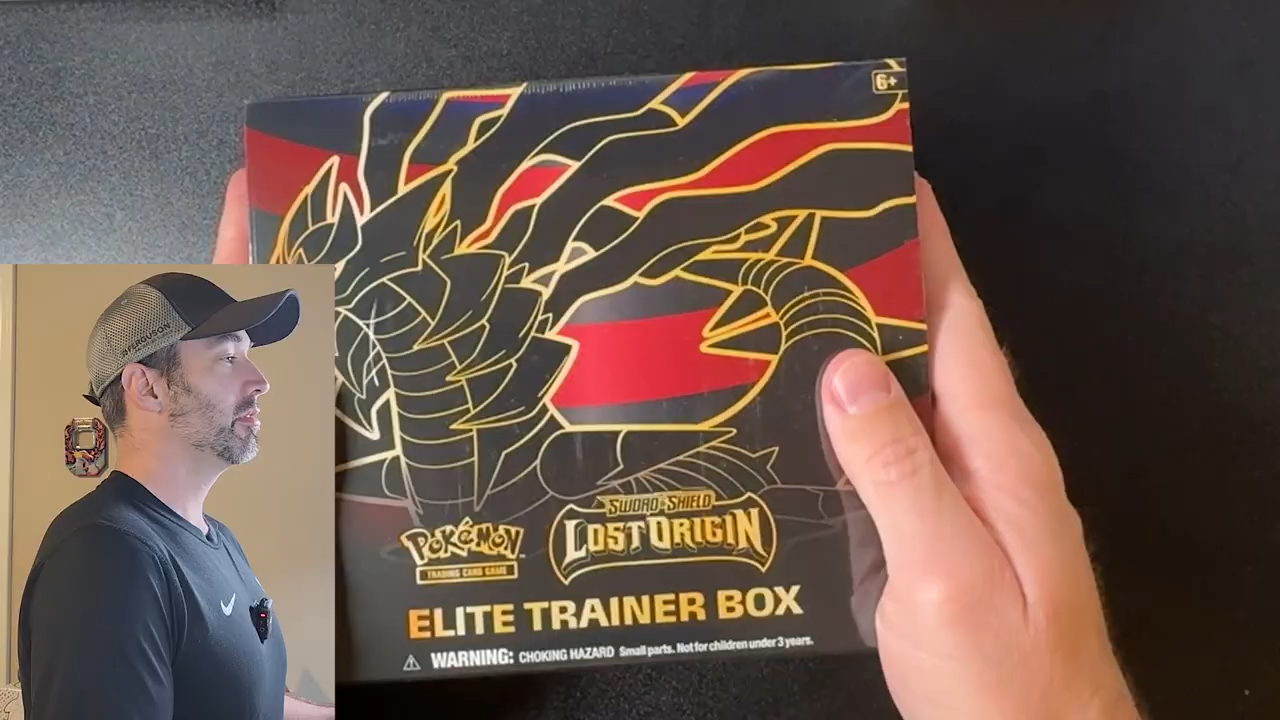 6+
FERGUSON
POKÉMON
TRADING CARD GAME
SWORD & SHIELD
LOST ORIGIN
ELITE TRAINER BOX
⚠ WARNING: CHOKING HAZARD Small parts. Not for children under 3 years.